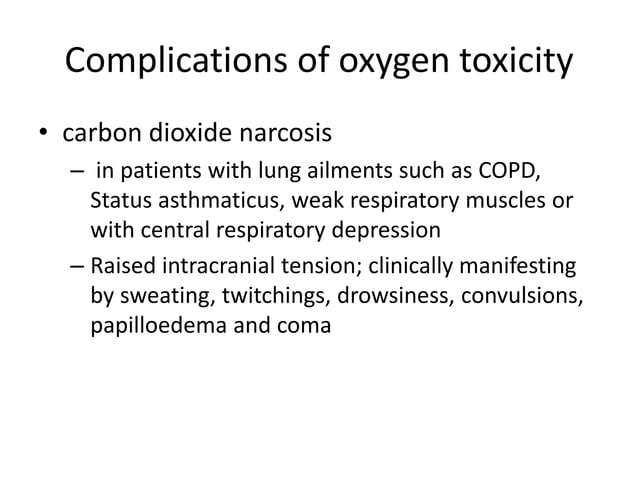 Complications of oxygen toxicity
• carbon dioxide narcosis
– in patients with lung ailments such as COPD,
Status asthmaticus, weak respiratory muscles or
with central respiratory depression
– Raised intracranial tension; clinically manifesting
by sweating, twitchings, drowsiness, convulsions,
papilloedema and coma